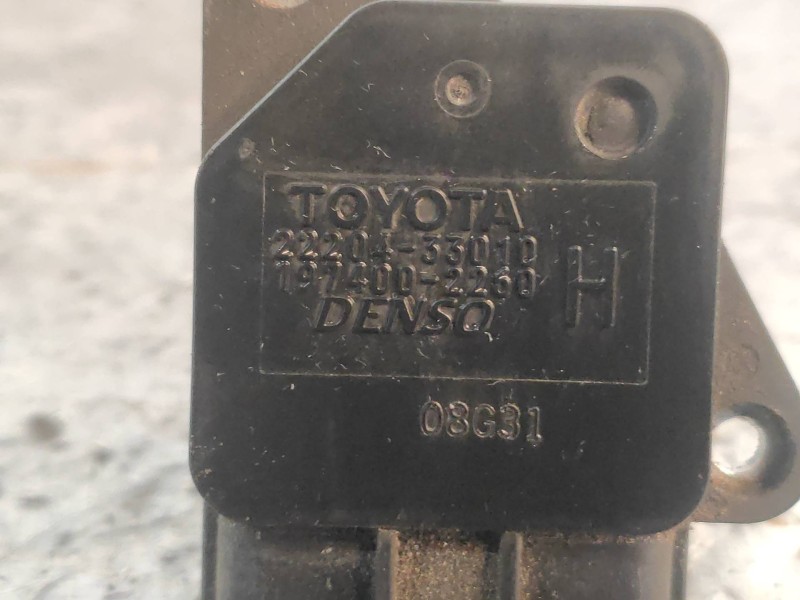 TOYOTA
22204-33010
197400-2260
DENSO
H
08G31